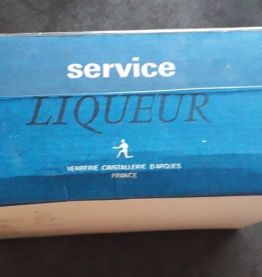 service
LIQUEUR
VERRERIE CRISTALLERIE D'ARQUES
FRANCE